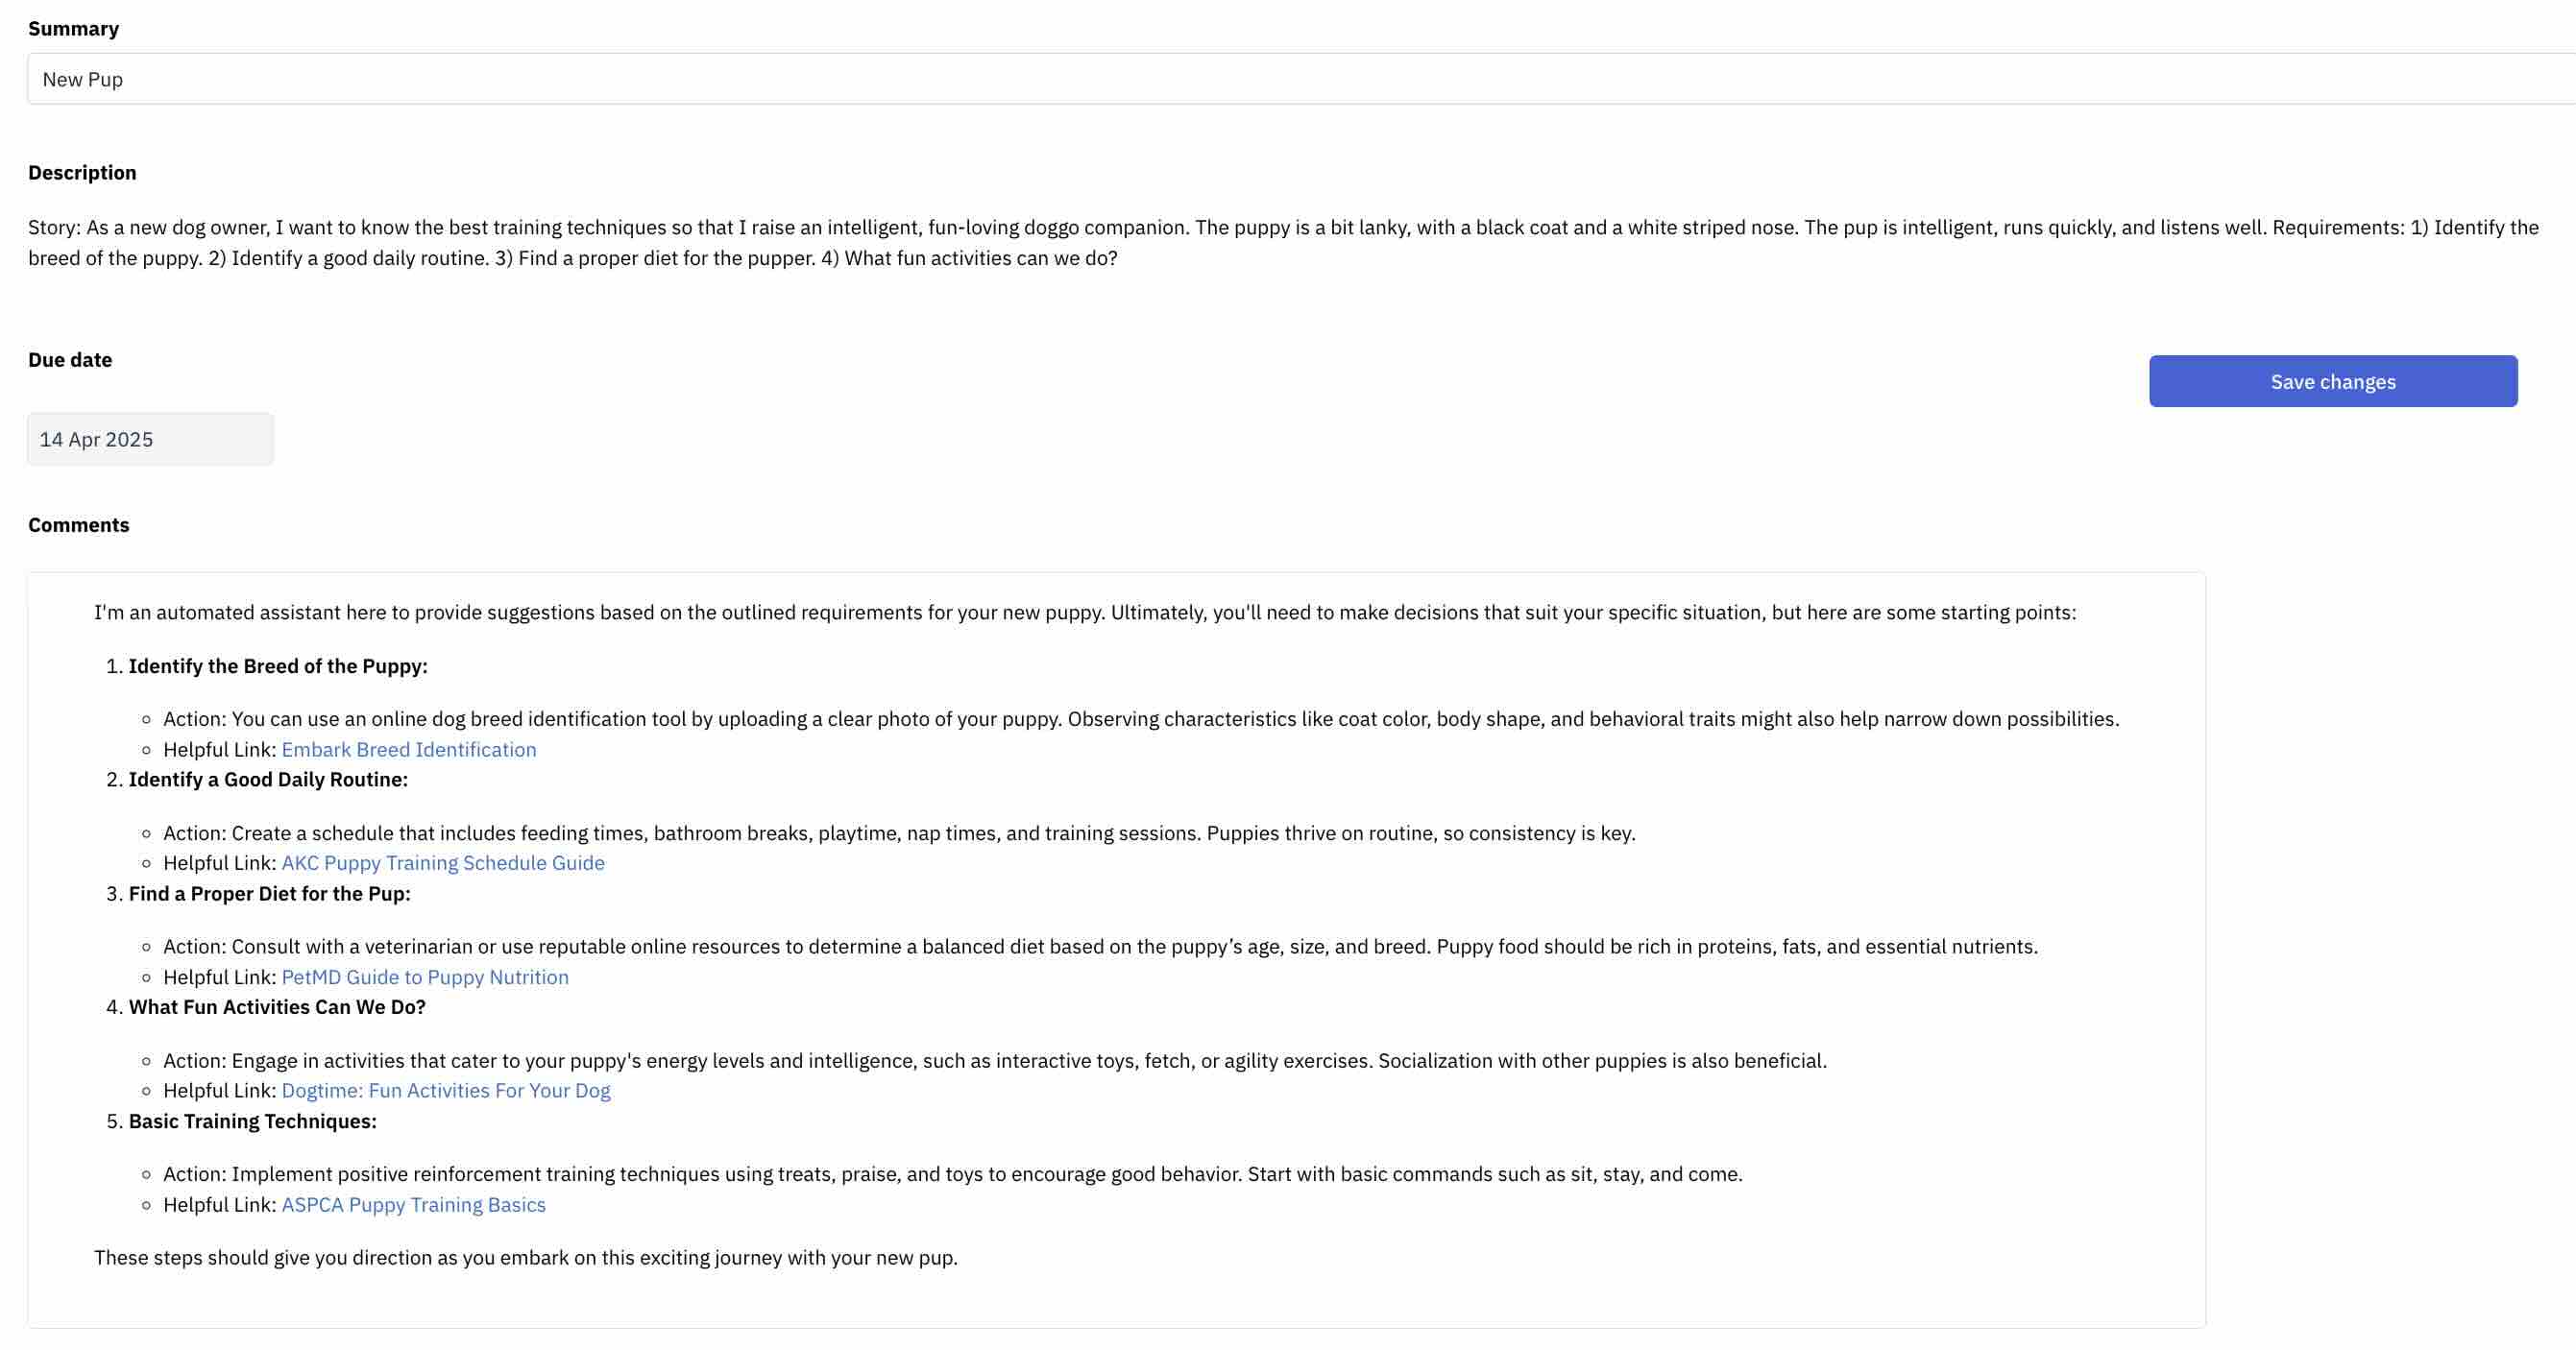 Summary
New Pup
Description
Story: As a new dog owner, I want to know the best training techniques so that I raise an intelligent, fun-loving doggo companion. The puppy is a bit lanky, with a black coat and a white striped nose. The pup is intelligent, runs quickly, and listens well. Requirements: 1) Identify the
breed of the puppy. 2) Identify a good daily routine. 3) Find a proper diet for the pupper. 4) What fun activities can we do?
Due date
Save changes
14 Apr 2025
Comments
I'm an automated assistant here to provide suggestions based on the outlined requirements for your new puppy. Ultimately, you'll need to make decisions that suit your specific situation, but here are some starting points:
1. Identify the Breed of the Puppy:
Action: You can use an online dog breed identification tool by uploading a clear photo of your puppy. Observing characteristics like coat color, body shape, and behavioral traits might also help narrow down possibilities.
Helpful Link: Embark Breed Identification
2. Identify a Good Daily Routine:
Action: Create a schedule that includes feeding times, bathroom breaks, playtime, nap times, and training sessions. Puppies thrive on routine, so consistency is key.
Helpful Link: AKC Puppy Training Schedule Guide
3. Find a Proper Diet for the Pup:
Action: Consult with a veterinarian or use reputable online resources to determine a balanced diet based on the puppy’s age, size, and breed. Puppy food should be rich in proteins, fats, and essential nutrients.
Helpful Link: PetMD Guide to Puppy Nutrition
4. What Fun Activities Can We Do?
Action: Engage in activities that cater to your puppy's energy levels and intelligence, such as interactive toys, fetch, or agility exercises. Socialization with other puppies is also beneficial.
Helpful Link: Dogtime: Fun Activities For Your Dog
5. Basic Training Techniques:
Action: Implement positive reinforcement training techniques using treats, praise, and toys to encourage good behavior. Start with basic commands such as sit, stay, and come.
Helpful Link: ASPCA Puppy Training Basics
These steps should give you direction as you embark on this exciting journey with your new pup.